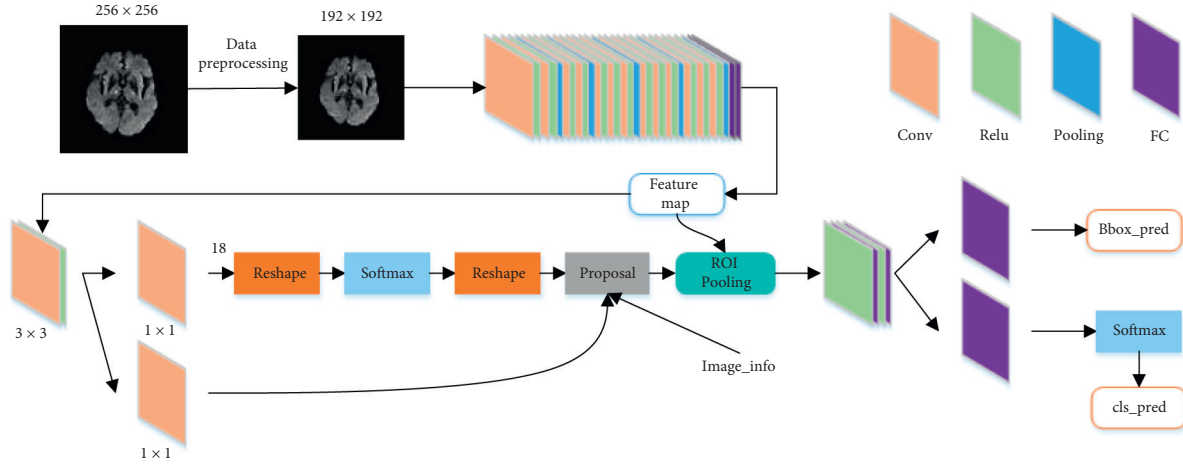 256 × 256
Data
preprocessing
192 × 192
Conv
Relu
Pooling
FC
Feature
map
3 × 3
1 × 1
18
Reshape
Softmax
Reshape
Proposal
ROI
Pooling
Bbox_pred
Softmax
cls_pred
Image_info
1 × 1